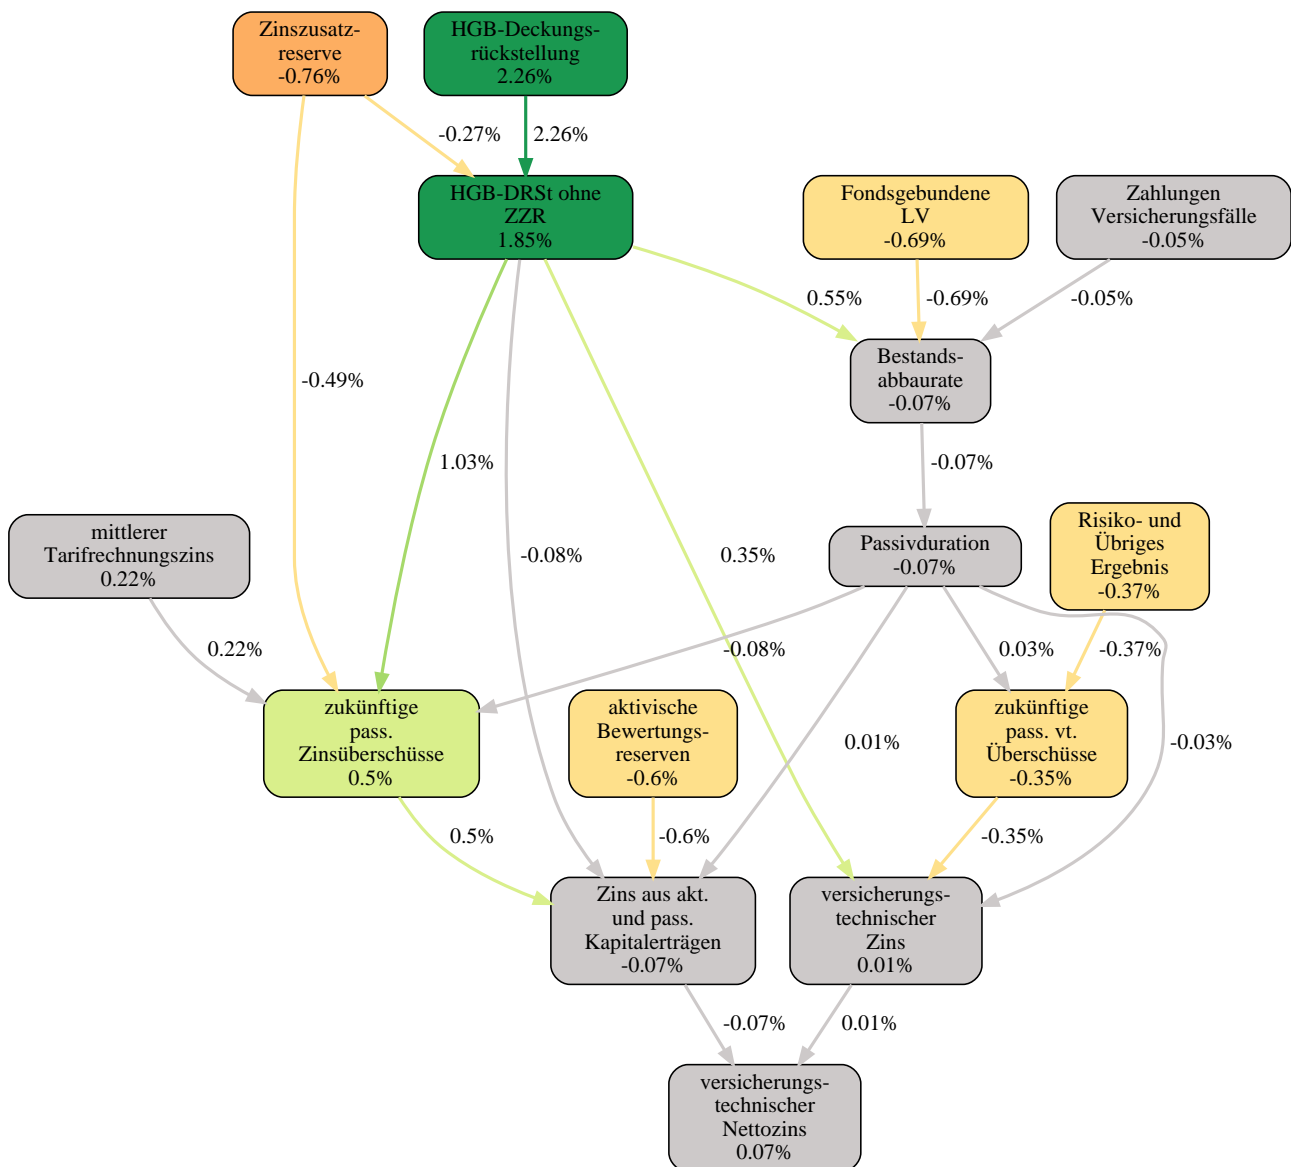 Zinszusatz-
reserve
-0.76%
HGB-Deckungs-
rückstellung
2.26%
-0.27%
2.26%
HGB-DRSt ohne
ZZR
1.85%
Fondsgebundene
LV
-0.69%
Zahlungen
Versicherungsfälle
-0.05%
0.55%
-0.69%
-0.05%
Bestands-
abbaurate
-0.07%
-0.49%
1.03%
-0.07%
mittlerer
Tarifrechnungszins
0.22%
-0.08%
0.35%
Passivduration
-0.07%
Risiko- und
Übriges
Ergebnis
-0.37%
0.22%
-0.08%
0.03%
-0.37%
zukünftige
pass.
Zinsüberschüsse
0.5%
aktivische
Bewertungs-
reserven
-0.6%
0.01%
zukünftige
pass. vt.
Überschüsse
-0.35%
-0.03%
0.5%
-0.6%
-0.35%
Zins aus akt.
und pass.
Kapitalerträgen
-0.07%
versicherungs-
technischer
Zins
0.01%
-0.07%
0.01%
versicherungs-
technischer
Nettozins
0.07%